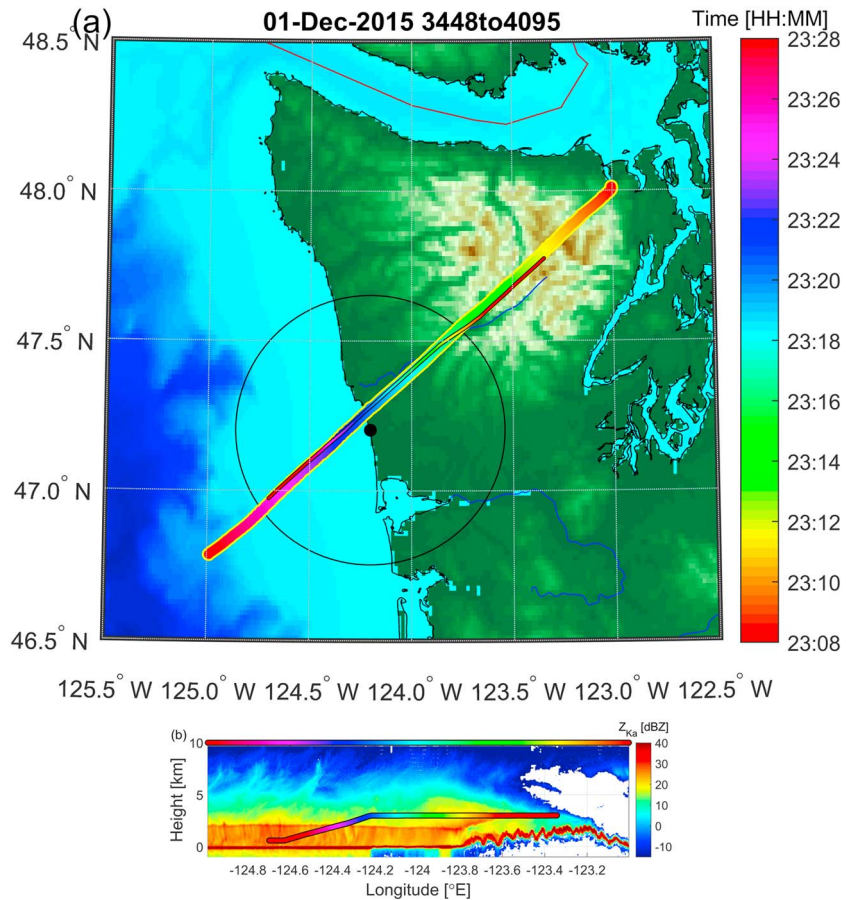 (a)
01-Dec-2015 3448to4095
Time [HH:MM]
48.5° N
48.0° N
47.5° N
47.0° N
46.5° N
125.5° W 125.0° W 124.5° W 124.0° W 123.5° W 123.0° W 122.5° W
23:28
23:26
23:24
23:22
23:20
23:18
23:16
23:14
23:12
23:10
23:08
(b)
Z_Ka [dBZ]
Height [km]
10
5
0
40
30
20
10
0
-10
-124.8 -124.6 -124.4 -124.2 -124 -123.8 -123.6 -123.4 -123.2
Longitude [°E]